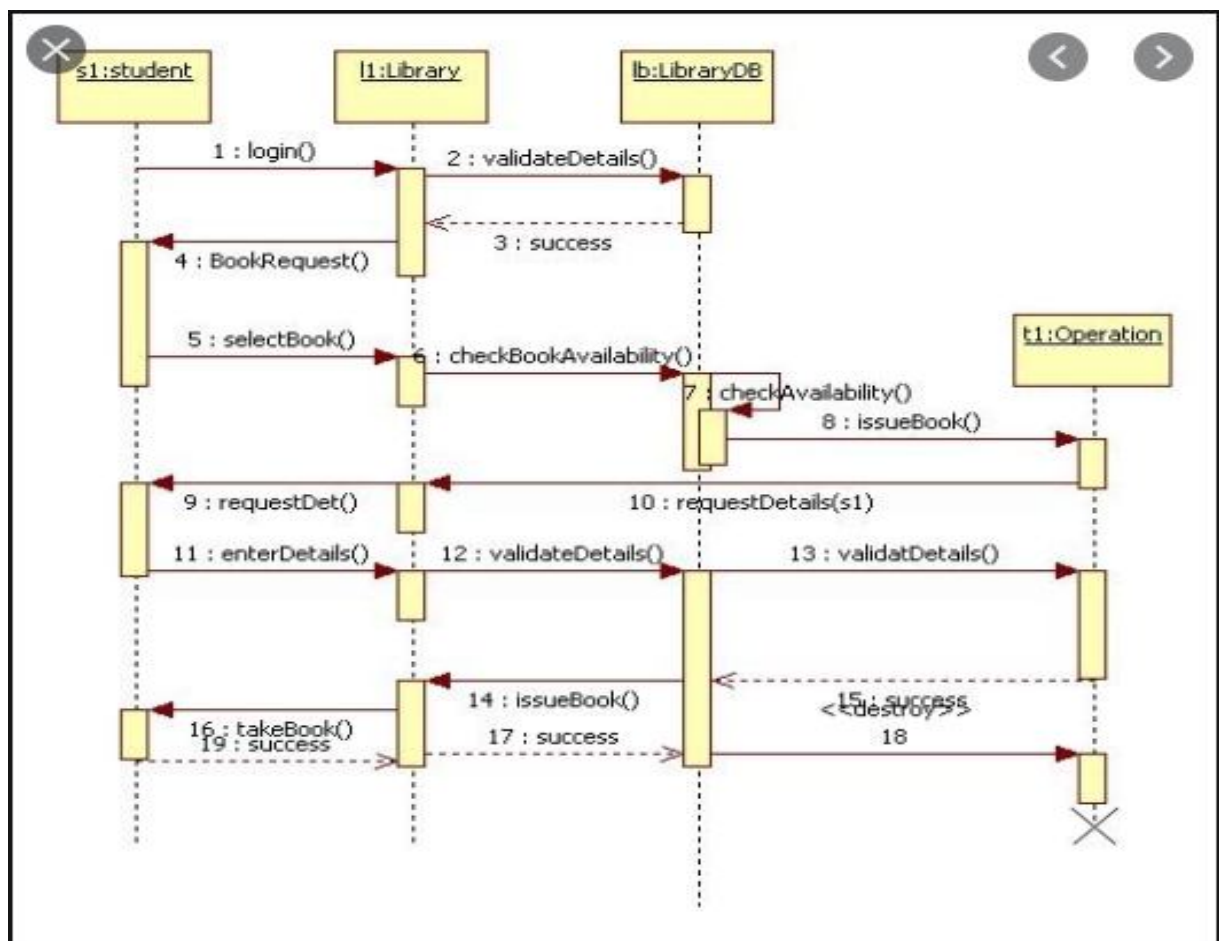 s1:student
l1:Library
lb:LibraryDB
1 : login()
2 : validateDetails()
3 : success
4 : BookRequest()
t1:Operation
5 : selectBook()
6 : checkBookAvailability()
7 : checkAvailability()
8 : issueBook()
9 : requestDet()
10 : requestDetails(s1)
11 : enterDetails()
12 : validateDetails()
13 : validatDetails()
14 : issueBook()
15 : success
<<destroy>>
16 : takeBook()
17 : success
18
19 : success